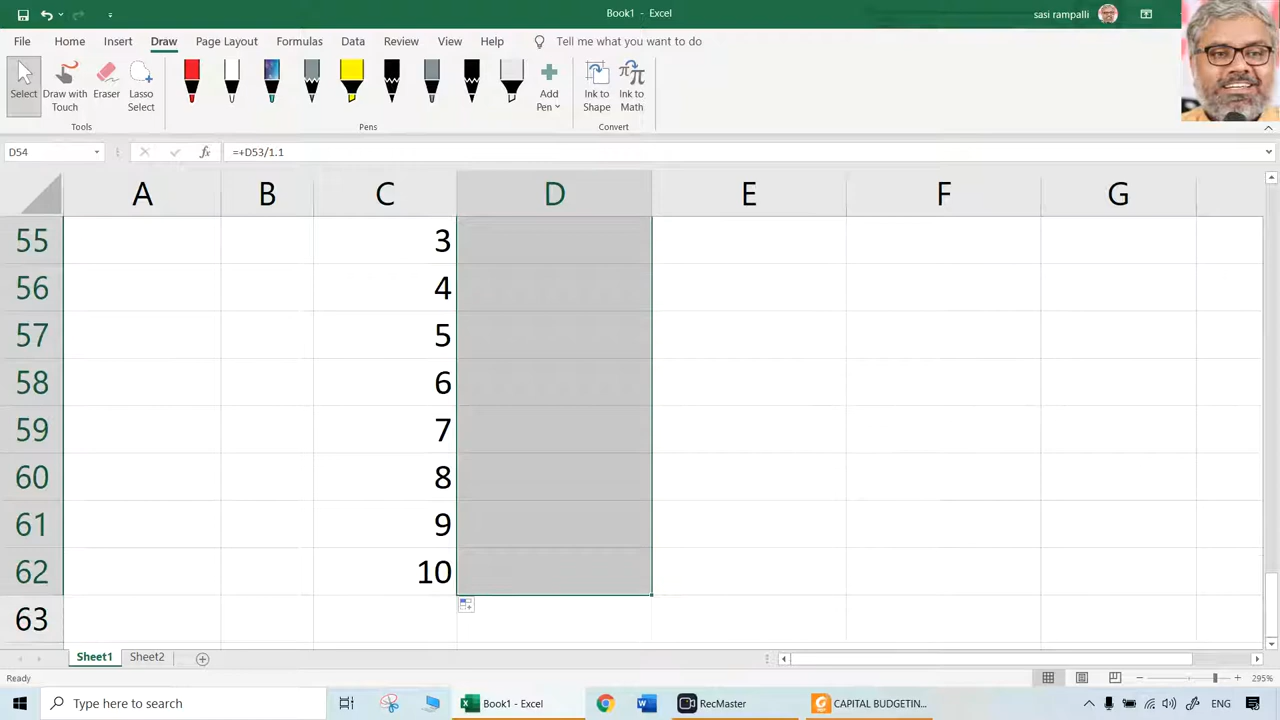 Book1 - Excel
sasi rampalli
File Home Insert Draw Page Layout Formulas Data Review View Help Tell me what you want to do
Select
Draw with Touch
Eraser
Lasso Select
Add Pen
Ink to Shape
Ink to Math
Tools
Pens
Convert
D54
fx
=+D53/1.1
A B C D E F G
55 3
56 4
57 5
58 6
59 7
60 8
61 9
62 10
63
Sheet1 Sheet2
Ready
295%
Type here to search
Book1 - Excel
RecMaster
CAPITAL BUDGETIN...
ENG